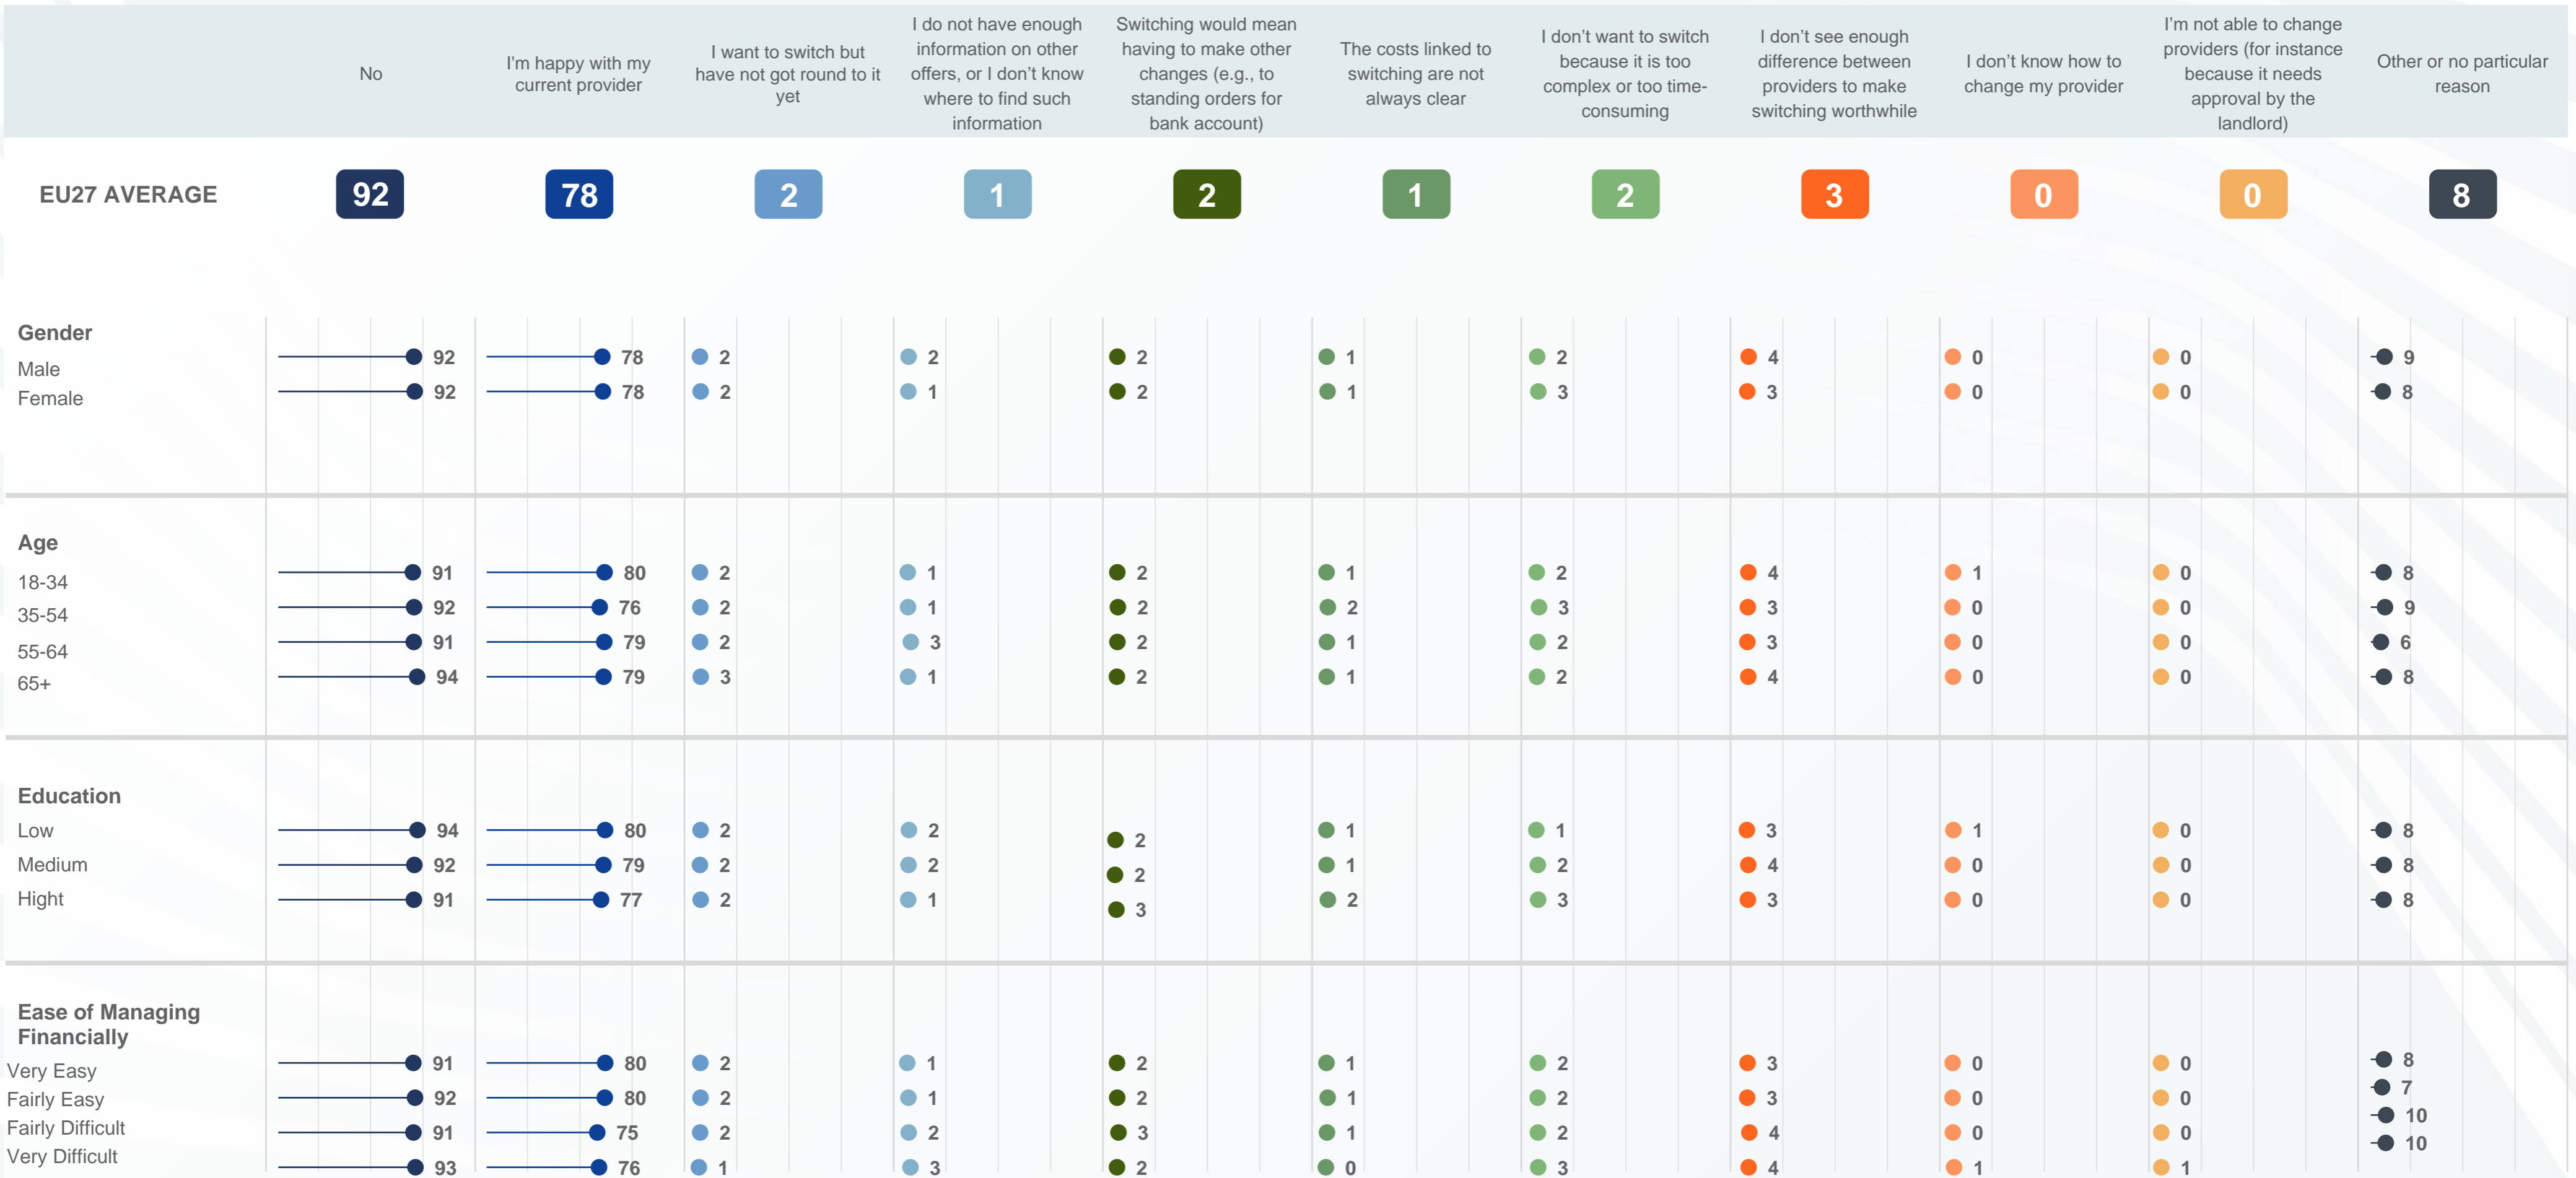 No
I'm happy with my
current provider
I want to switch but
have not got round to it
yet
I do not have enough
information on other
offers, or I don't know
where to find such
information
Switching would mean
having to make other
changes (e.g., to
standing orders for
bank account)
The costs linked to
switching are not
always clear
I don't want to switch
because it is too
complex or too time-
consuming
I don't see enough
difference between
providers to make
switching worthwhile
I don't know how to
change my provider
I'm not able to change
providers (for instance
because it needs
approval by the
landlord)
Other or no particular
reason
EU27 AVERAGE 92 78 2 1 2 1 2 3 0 0 8
Gender
Male 92 78 2 2 2 1 2 4 0 0 9
Female 92 78 2 1 2 1 3 3 0 0 8
Age
18-34 91 80 2 1 2 1 2 4 1 0 8
35-54 92 76 2 1 2 2 3 3 0 0 9
55-64 91 79 2 3 2 1 2 3 0 0 6
65+ 94 79 3 1 2 1 2 4 0 0 8
Education
Low 94 80 2 2 2 1 1 3 1 0 8
Medium 92 79 2 2 2 1 2 4 0 0 8
Hight 91 77 2 1 3 2 3 3 0 0 8
Ease of Managing
Financially
Very Easy 91 80 2 1 2 1 2 3 0 0 8
Fairly Easy 92 80 2 1 2 1 2 3 0 0 7
Fairly Difficult 91 75 2 2 3 1 2 4 0 0 10
Very Difficult 93 76 1 3 2 0 3 4 1 1 10